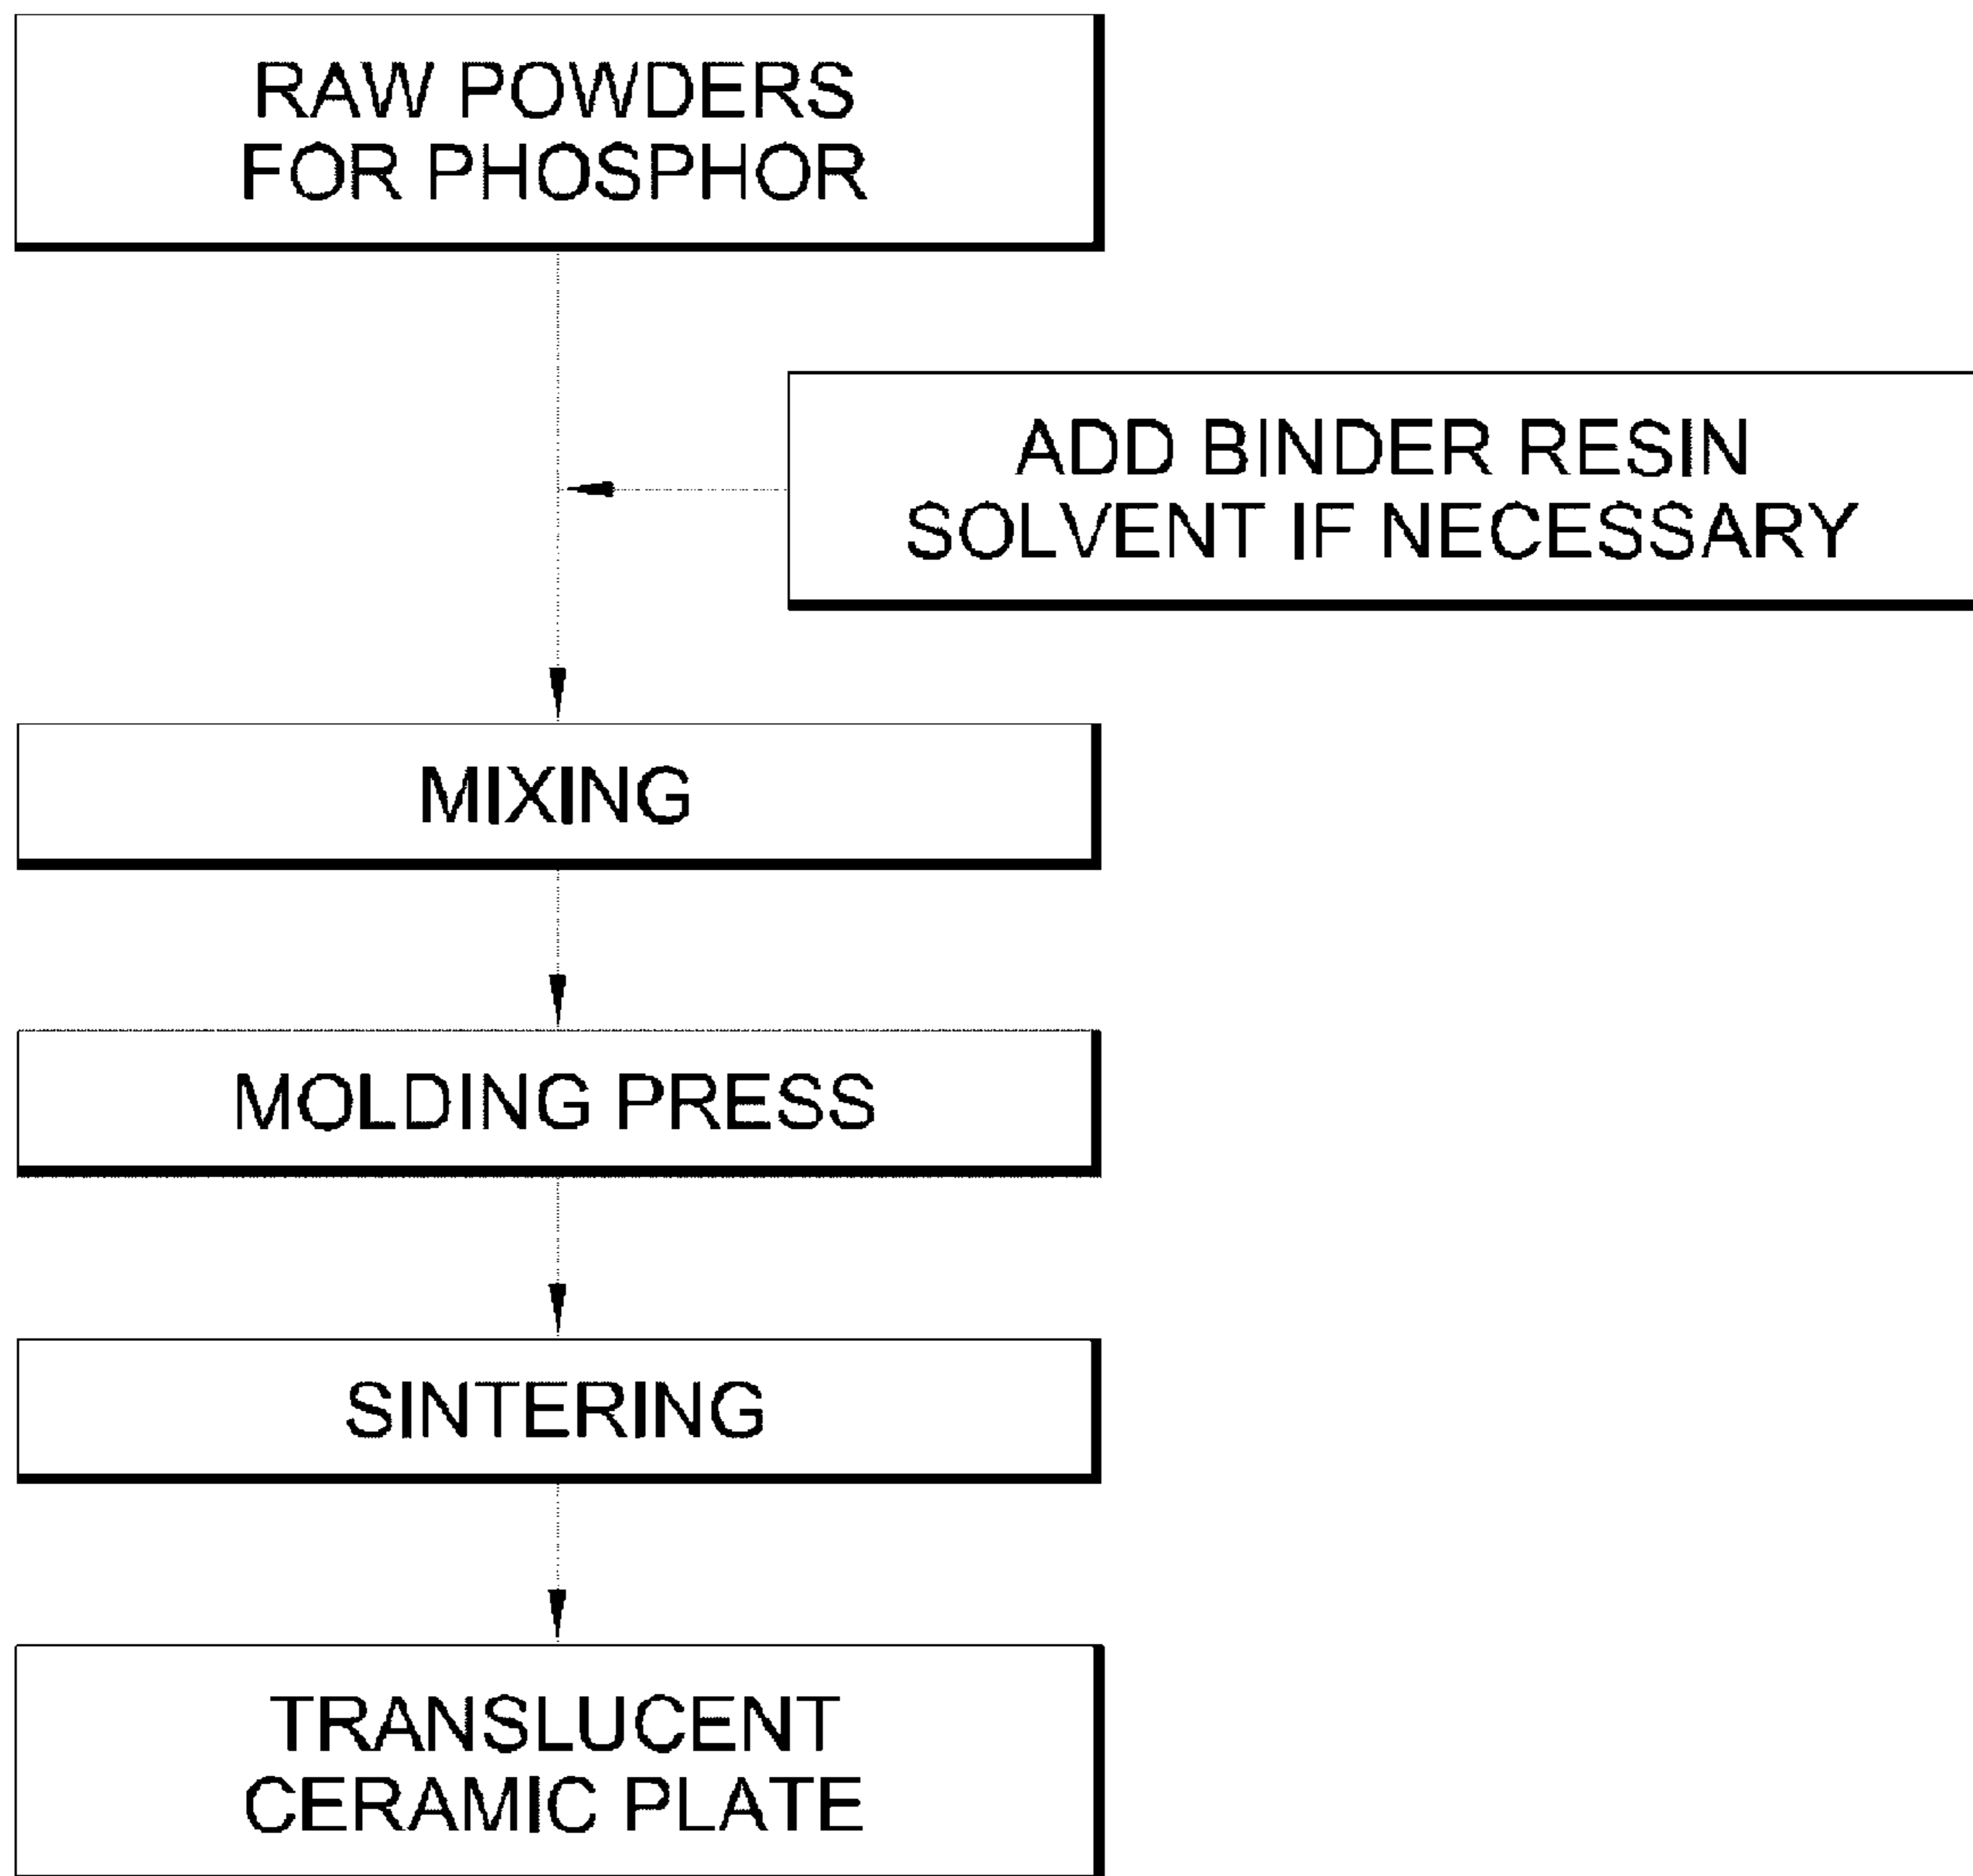 RAW POWDERS
FOR PHOSPHOR
ADD BINDER RESIN
SOLVENT IF NECESSARY
MIXING
MOLDING PRESS
SINTERING
TRANSLUCENT
CERAMIC PLATE